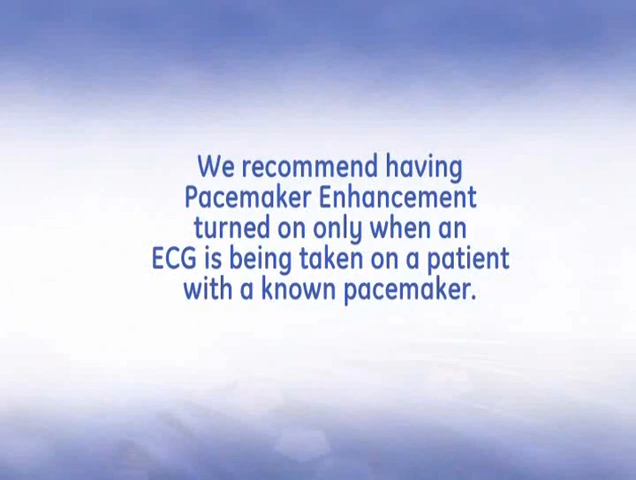 We recommend having
Pacemaker Enhancement
turned on only when an
ECG is being taken on a patient
with a known pacemaker.